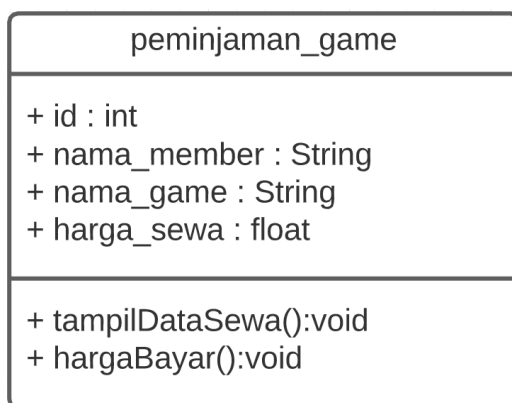 peminjaman_game
+ id : int
+ nama_member : String
+ nama_game : String
+ harga_sewa : float
+ tampilDataSewa():void
+ hargaBayar():void